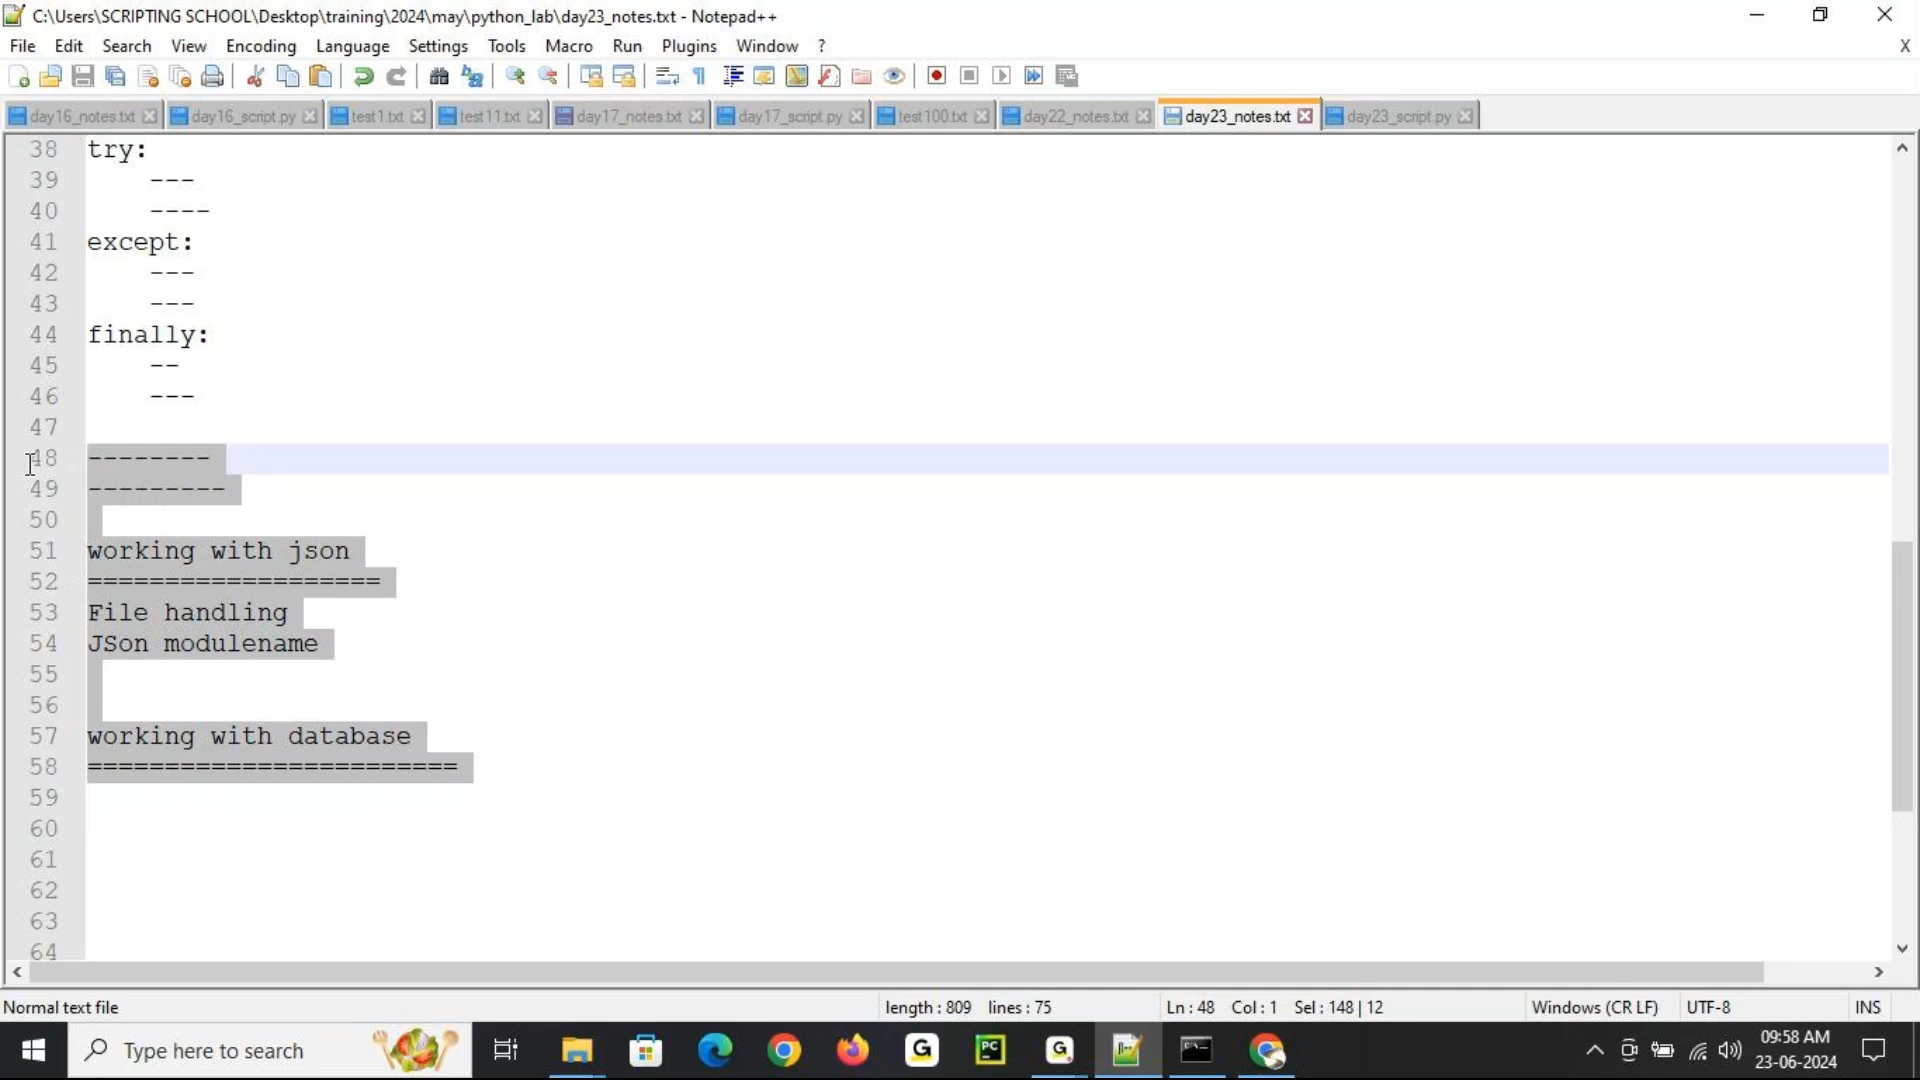 C:\Users\SCRIPTING SCHOOL\Desktop\training\2024\may\python_lab\day23_notes.txt - Notepad++
File Edit Search View Encoding Language Settings Tools Macro Run Plugins Window ? X
day16_notes.txt day16_script.py test1.txt test11.txt day17_notes.txt day17_script.py test100.txt day22_notes.txt day23_notes.txt day23_script.py
38 try:
39 ---
40 ----
41 except:
42 ---
43 ---
44 finally:
45 --
46 ---
47
48 --------
49 ---------
50
51 working with json
52 ===================
53 File handling
54 JSon modulename
55
56
57 working with database
58 ========================
59
60
61
62
63
64
Normal text file length : 809 lines : 75 Ln : 48 Col : 1 Sel : 148 | 12 Windows (CR LF) UTF-8 INS
Type here to search 09:58 AM
23-06-2024